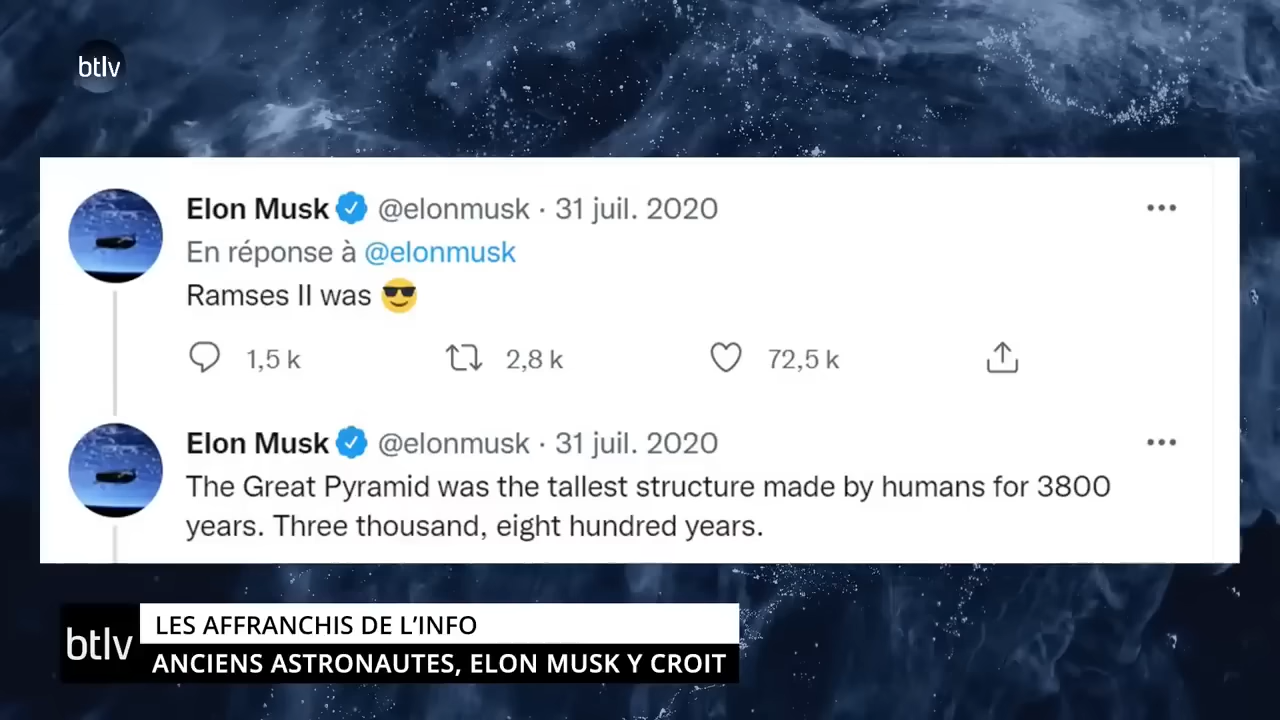 btlv
Elon Musk @elonmusk · 31 juil. 2020
En réponse à @elonmusk
Ramses II was 😎
1,5 k 2,8 k 72,5 k
Elon Musk @elonmusk · 31 juil. 2020
The Great Pyramid was the tallest structure made by humans for 3800
years. Three thousand, eight hundred years.
btlv
LES AFFRANCHIS DE L’INFO
ANCIENS ASTRONAUTES, ELON MUSK Y CROIT